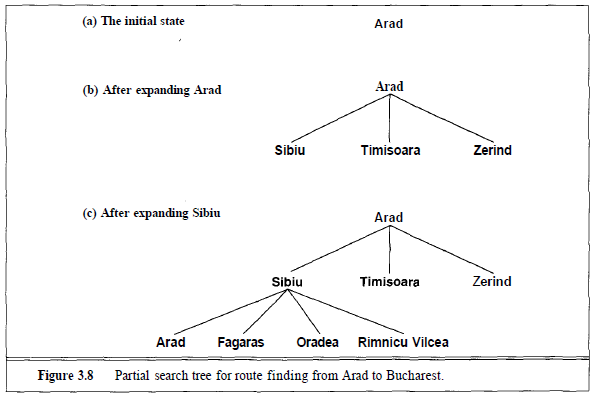 (a) The initial state
Arad
(b) After expanding Arad
Arad
Sibiu Timisoara Zerind
(c) After expanding Sibiu
Arad
Sibiu Timisoara Zerind
Arad Fagaras Oradea Rimnicu Vilcea
Figure 3.8 Partial search tree for route finding from Arad to Bucharest.